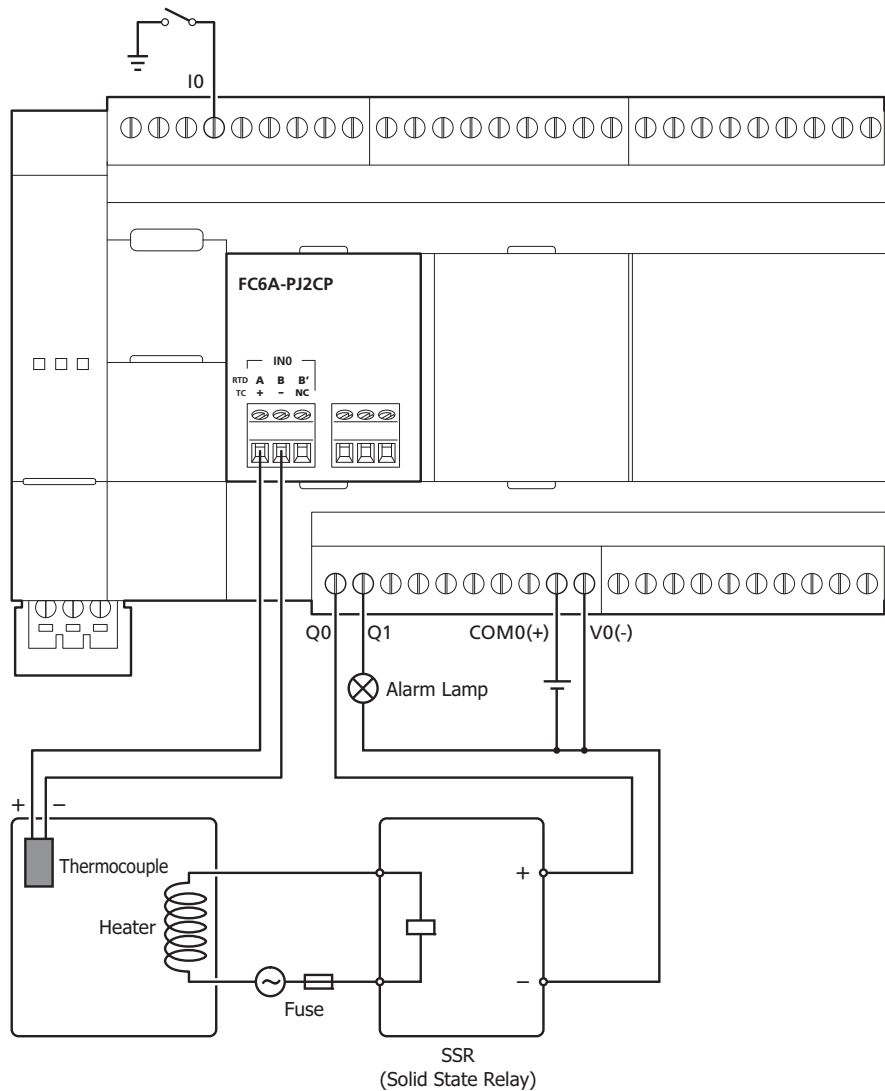 I0
FC6A-PJ2CP
IN0
RTD A B B'
TC + − NC
Q0 Q1 COM0(+) V0(-)
Alarm Lamp
+ −
Thermocouple
+
Heater
−
Fuse
SSR
(Solid State Relay)